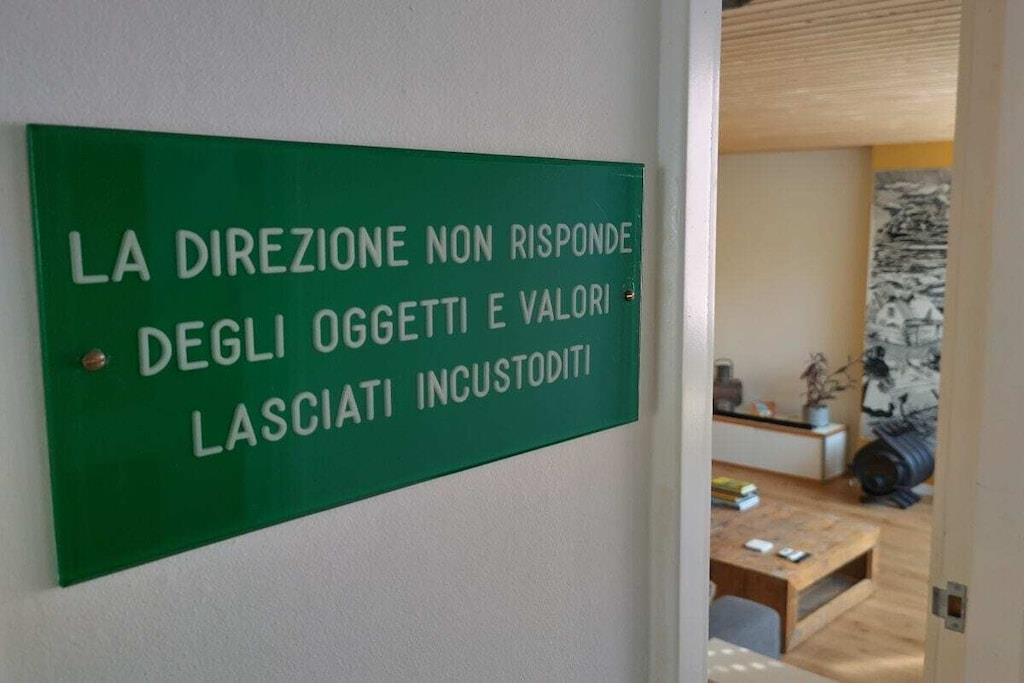 LA DIREZIONE NON RISPONDE
DEGLI OGGETTI E VALORI
LASCIATI INCUSTODITI